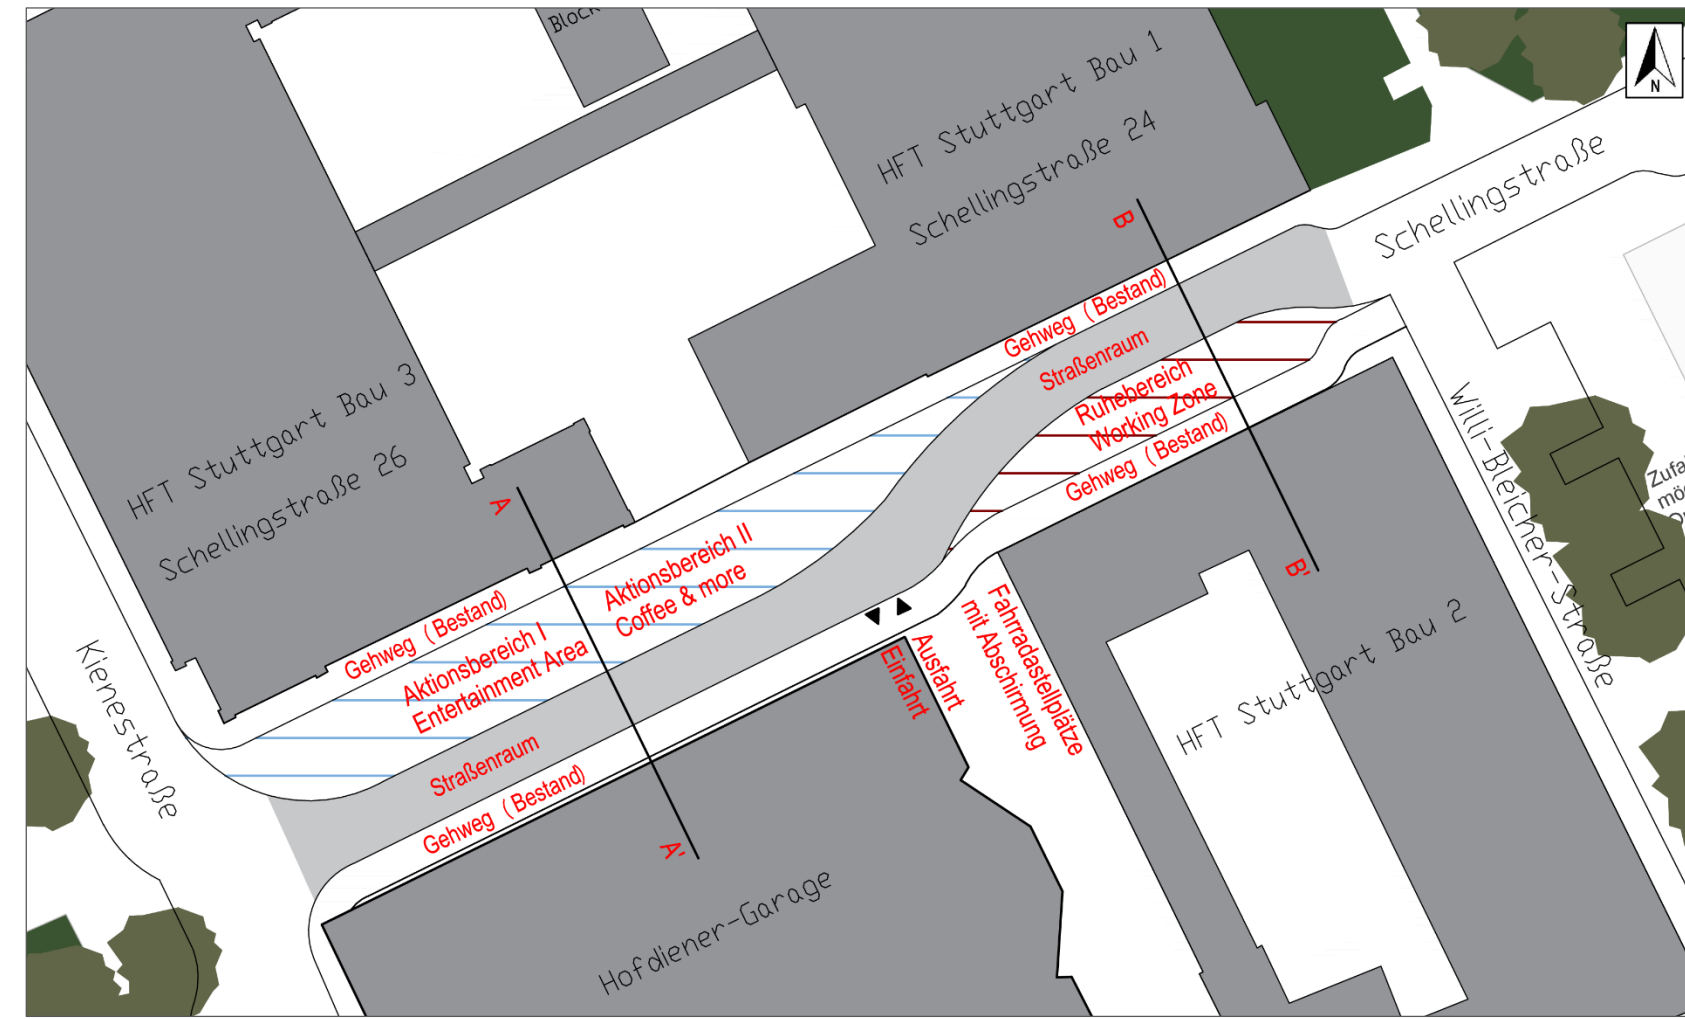 Block
HFT Stuttgart Bau 1
Schellingstraße 24
N
Schellingstraße
B
Gehweg (Bestand)
Straßenraum
Ruhebereich
Working Zone
Gehweg (Bestand)
HFT Stuttgart Bau 3
Schellingstraße 26
A
Willi-Bleicher-Straße
Aktionsbereich II
Coffee & more
B'
Gehweg (Bestand)
Aktionsbereich I
Entertainment Area
Fahrradastellplätze
mit Abschirmung
Ausfahrt
Einfahrt
HFT Stuttgart Bau 2
Kienestraße
Straßenraum
Gehweg (Bestand)
A'
Hofdiener-Garage